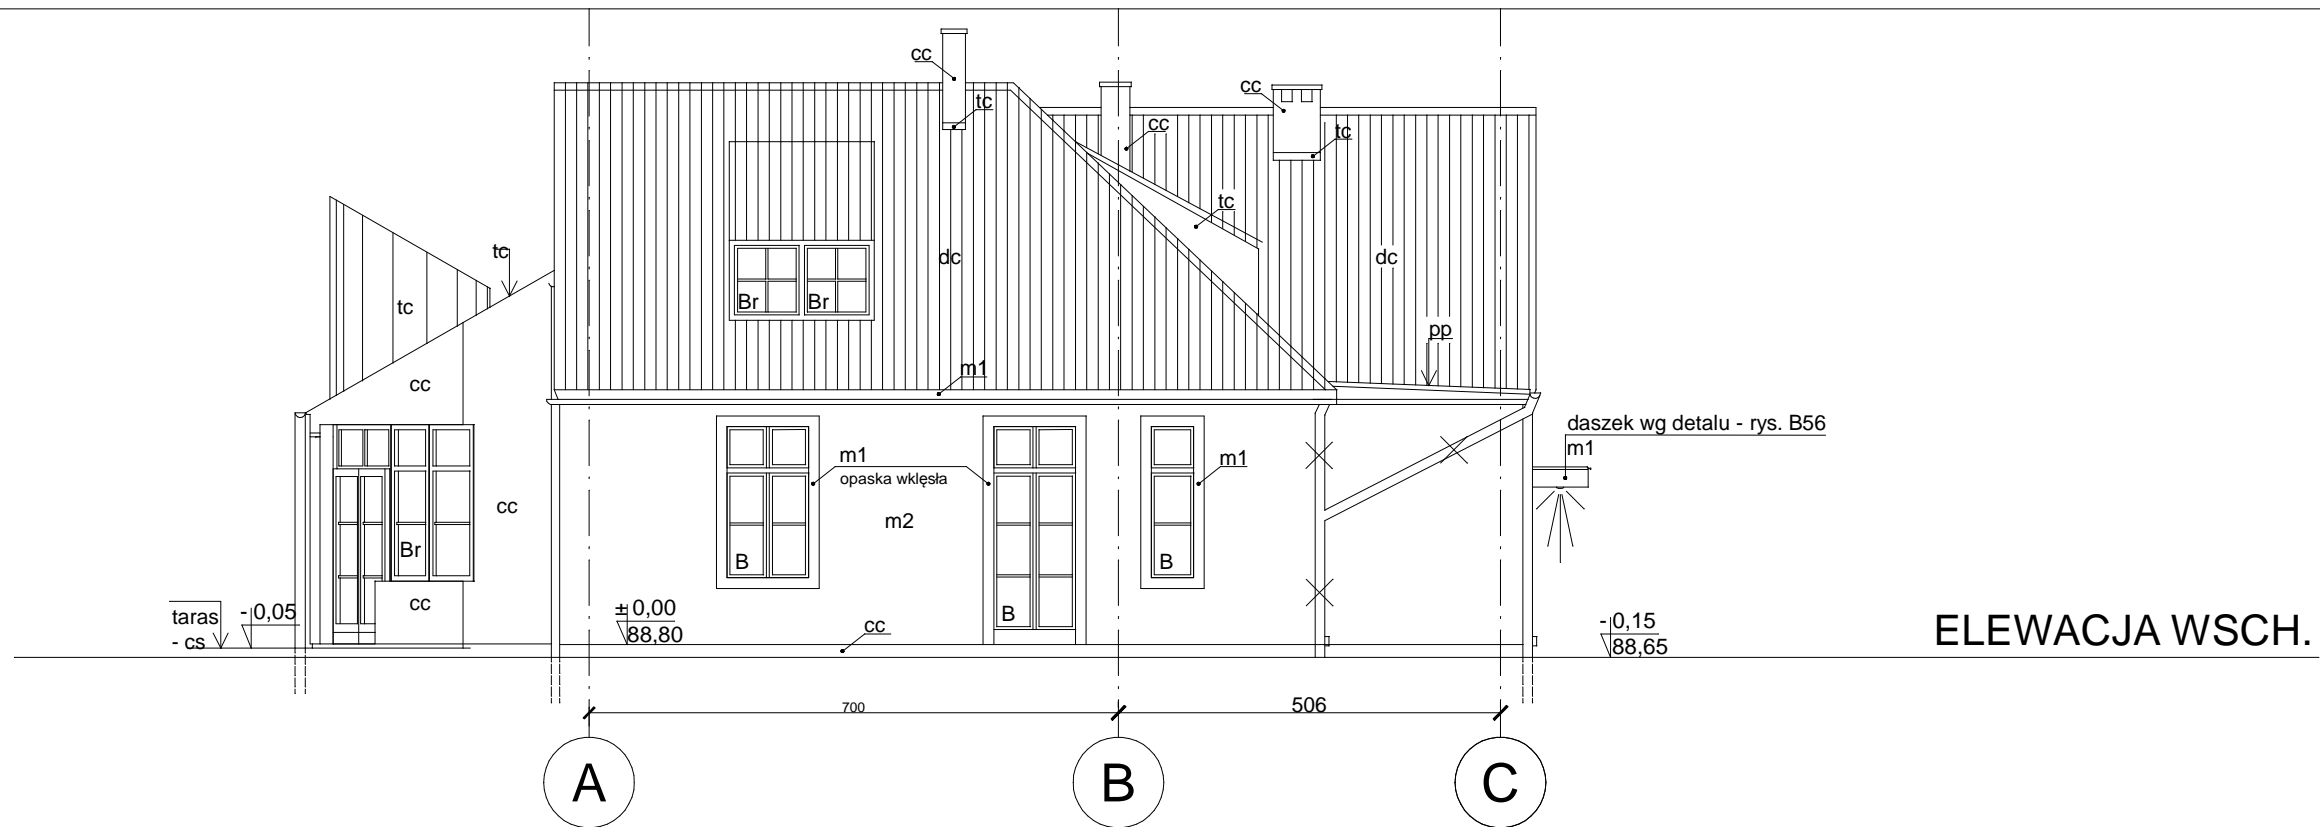 cc
tc
cc
cc
tc
tc
tc
dc
dc
tc
Br
Br
pp
m1
cc
daszek wg detalu - rys. B56
m1
m1
opaska wklęsła
m1
cc
m2
Br
B
B
B
cc
taras
- cs
- 0,05
± 0,00
88,80
cc
- 0,15
88,65
ELEWACJA WSCH.
700
506
A
B
C